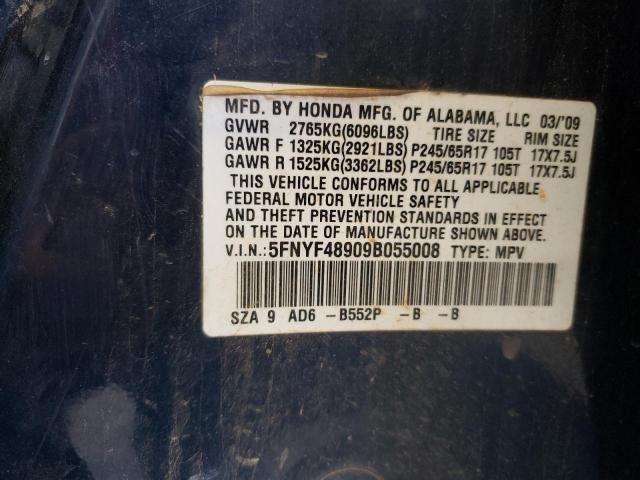 MFD. BY HONDA MFG. OF ALABAMA, LLC 03/'09
GVWR 2765KG(6096LBS) TIRE SIZE RIM SIZE
GAWR F 1325KG(2921LBS) P245/65R17 105T 17X7.5J
GAWR R 1525KG(3362LBS) P245/65R17 105T 17X7.5J
THIS VEHICLE CONFORMS TO ALL APPLICABLE
FEDERAL MOTOR VEHICLE SAFETY
AND THEFT PREVENTION STANDARDS IN EFFECT
ON THE DATE OF MANUFACTURE SHOWN ABOVE.
V.I.N.: 5FNYF48909B055008 TYPE: MPV
SZA 9 AD6 -B552P -B -B